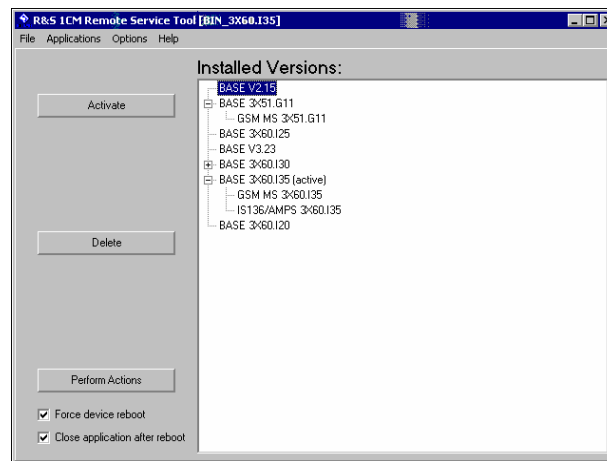 R&S 1CM Remote Service Tool [BIN_3X60.I35]
File Applications Options Help
Installed Versions:
Activate
Delete
Perform Actions
Force device reboot
Close application after reboot
BASE V2.15
BASE 3X51.G11
GSM MS 3X51.G11
BASE 3X60.I25
BASE V3.23
BASE 3X60.I30
BASE 3X60.I35 (active)
GSM MS 3X60.I35
IS136/AMPS 3X60.I35
BASE 3X60.I20